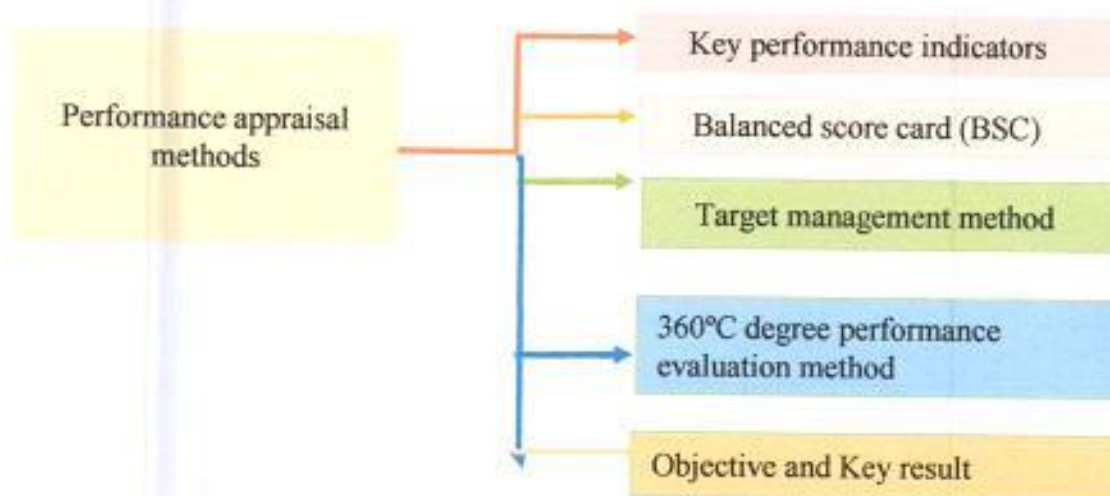 Performance appraisal
methods
Key performance indicators
Balanced score card (BSC)
Target management method
360°C degree performance
evaluation method
Objective and Key result